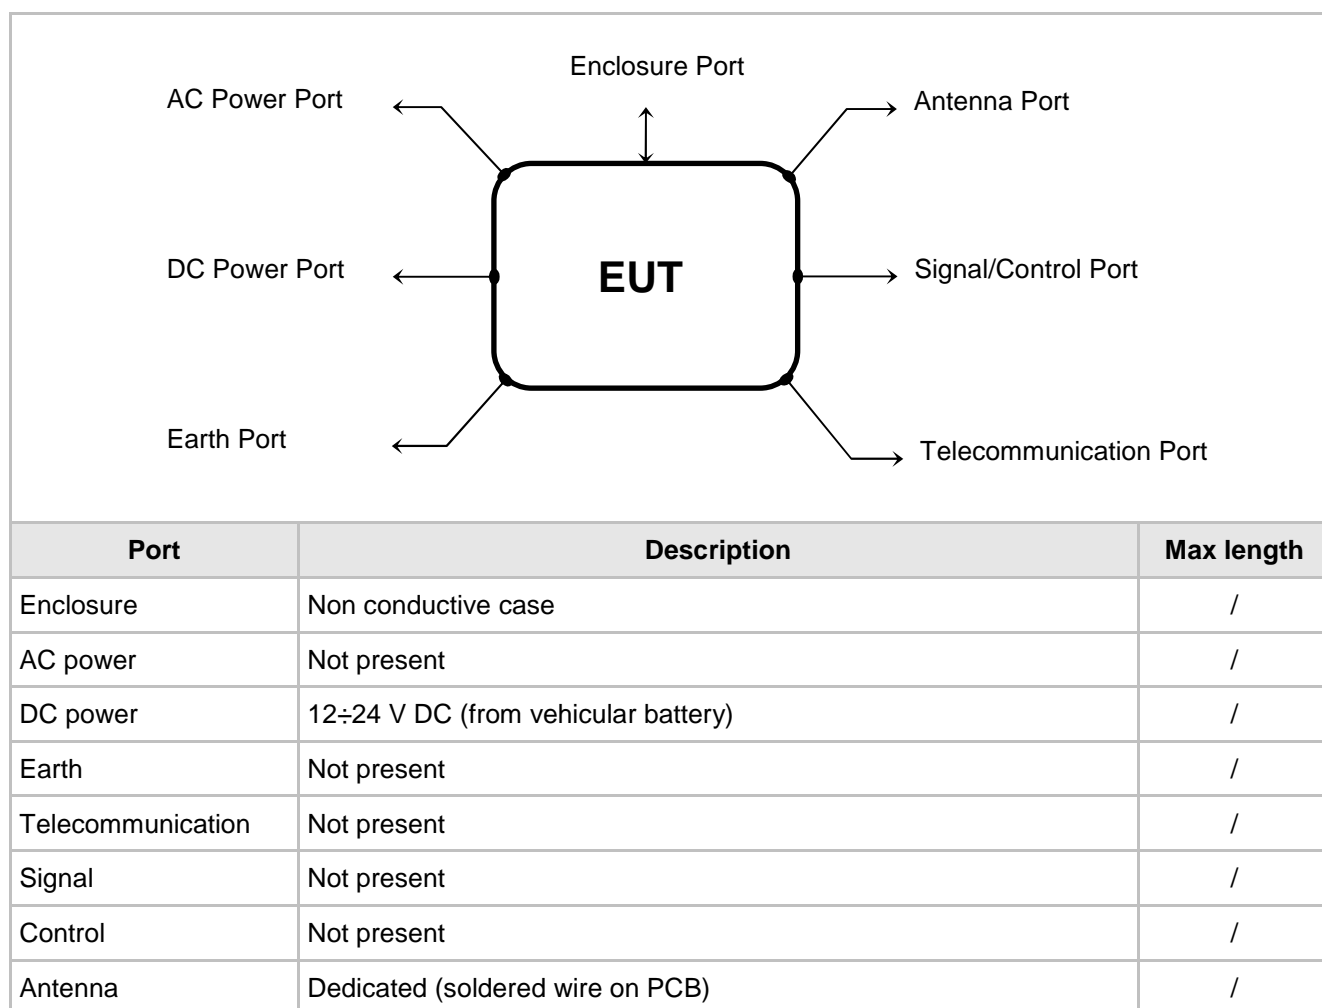 Enclosure Port
AC Power Port
Antenna Port
DC Power Port
EUT
Signal/Control Port
Earth Port
Telecommunication Port
Port Description Max length
Enclosure Non conductive case /
AC power Not present /
DC power 12÷24 V DC (from vehicular battery) /
Earth Not present /
Telecommunication Not present /
Signal Not present /
Control Not present /
Antenna Dedicated (soldered wire on PCB) /